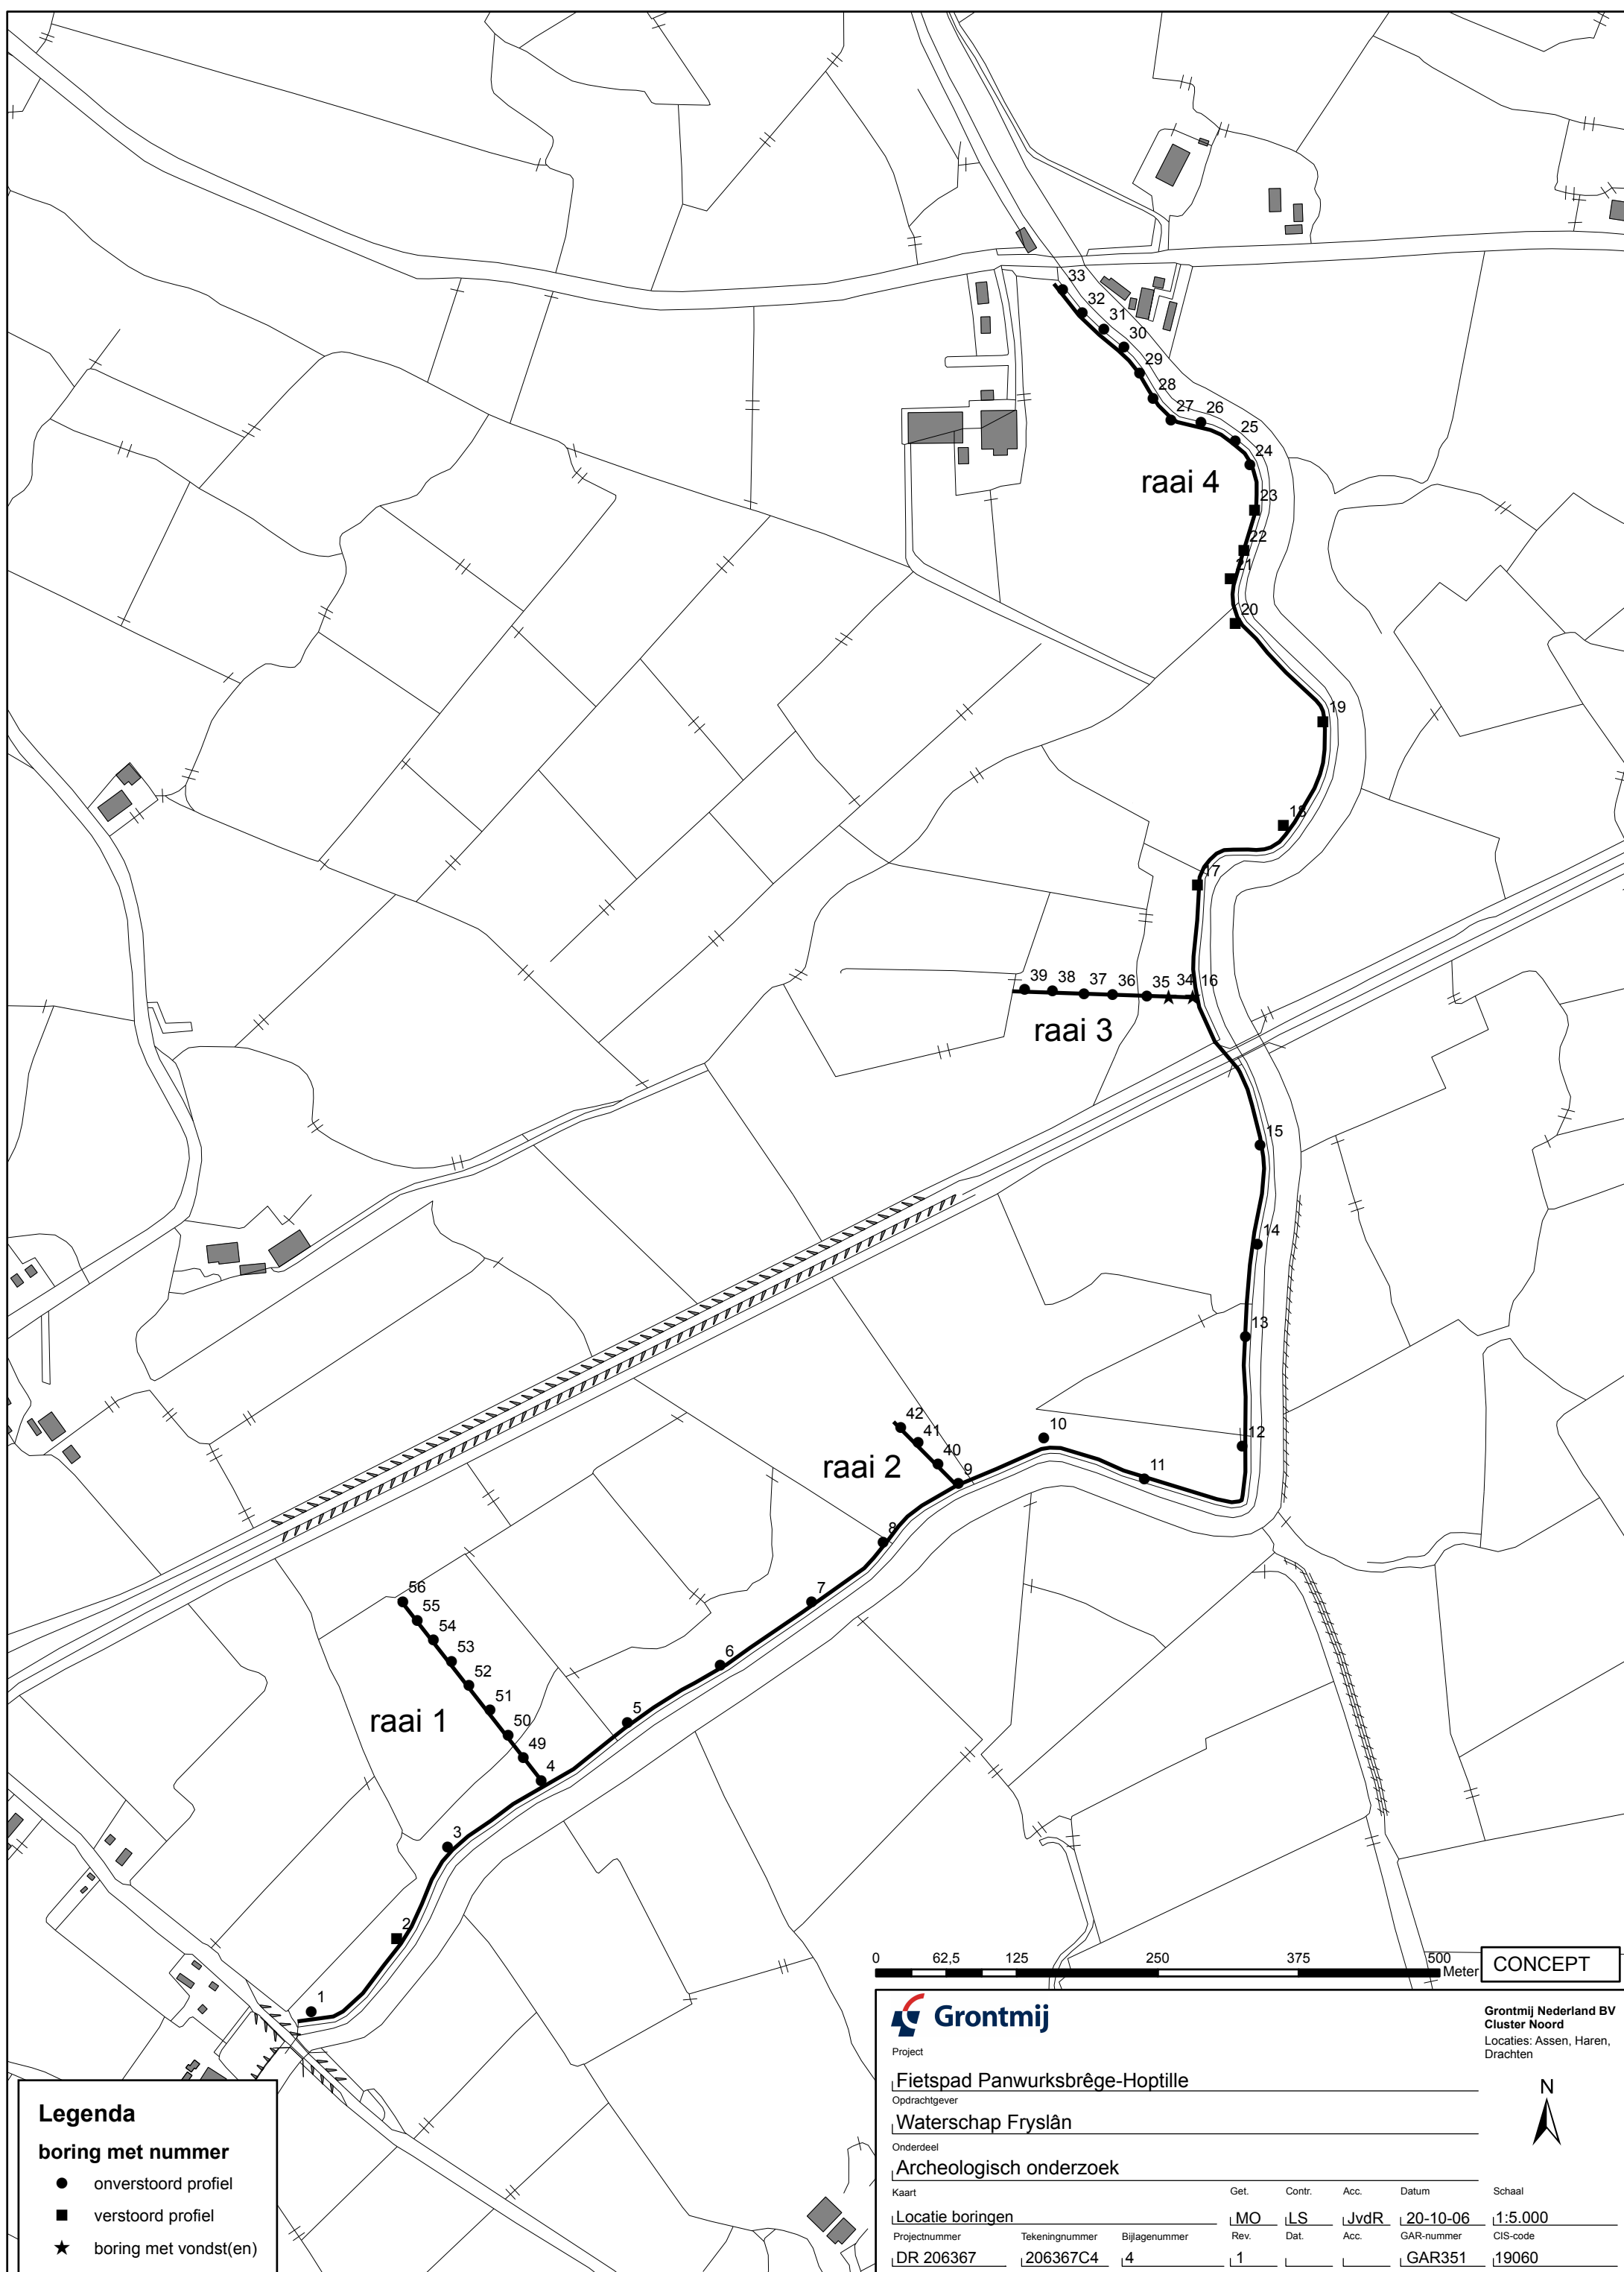 33
32
31
30
29
28
27
26
25
24
raai 4
23
22
21
20
19
18
17
39
38
37
36
35
34
16
raai 3
15
14
13
12
42
41
40
raai 2
9
10
11
8
7
56
55
54
53
52
51
50
49
raai 1
6
5
4
3
2
1
0 62,5 125 250 375 500
Meter
CONCEPT
Grontmij
Grontmij Nederland BV
Cluster Noord
Locaties: Assen, Haren,
Drachten
Project
Fietspad Panwurksbrêge-Hoptille
Opdrachtgever
Waterschap Fryslân
N
Onderdeel
Archeologisch onderzoek
Kaart Get. Contr. Acc. Datum Schaal
Locatie boringen MO LS JvdR 20-10-06 1:5.000
Projectnummer Tekeningnummer Bijlagenummer Rev. Dat. Acc. GAR-nummer CIS-code
DR 206367 206367C4 4 1 GAR351 19060
Legenda
boring met nummer
onverstoord profiel
verstoord profiel
boring met vondst(en)